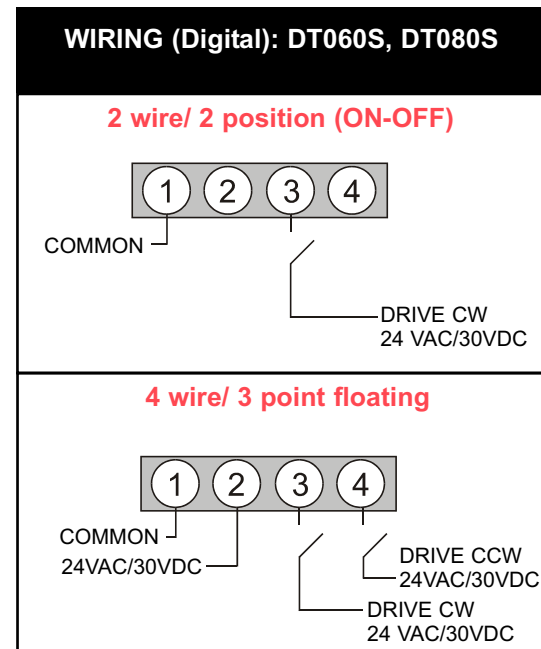 WIRING (Digital): DT060S, DT080S
2 wire/ 2 position (ON-OFF)
1 2 3 4
COMMON
DRIVE CW
24 VAC/30VDC
4 wire/ 3 point floating
1 2 3 4
COMMON
24VAC/30VDC
DRIVE CCW
24VAC/30VDC
DRIVE CW
24 VAC/30VDC